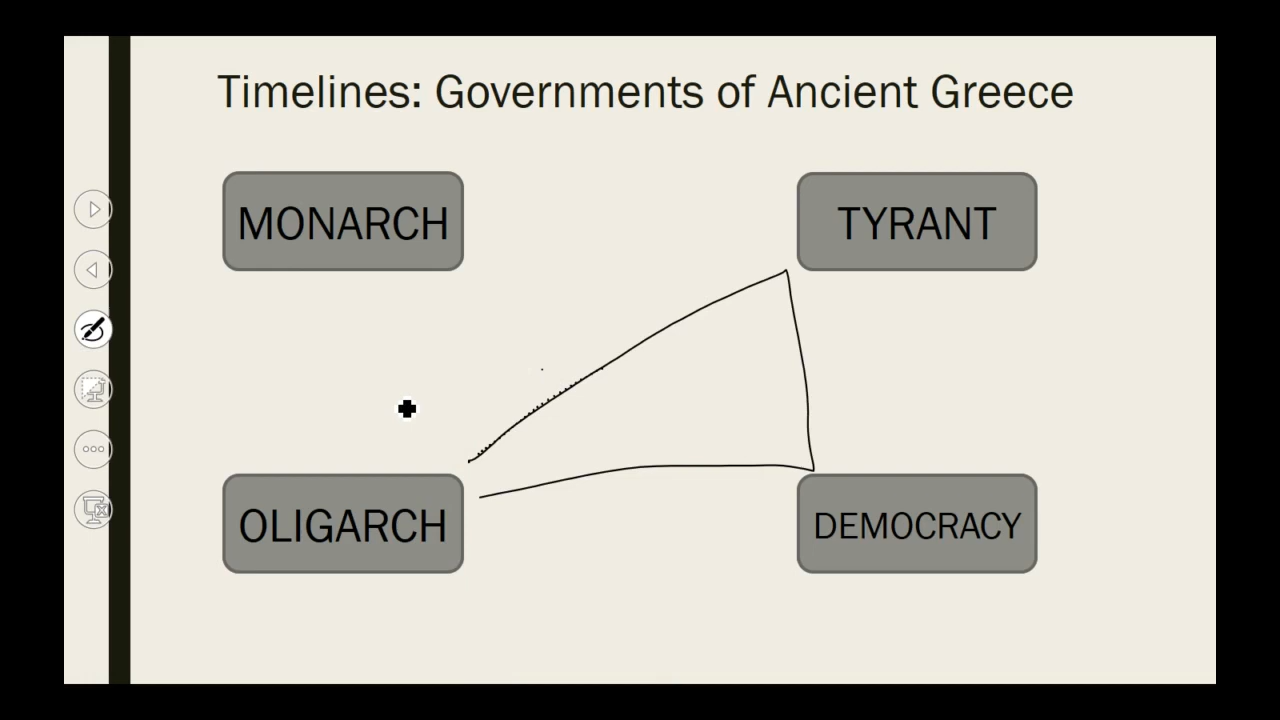 Timelines: Governments of Ancient Greece
MONARCH
TYRANT
OLIGARCH
DEMOCRACY